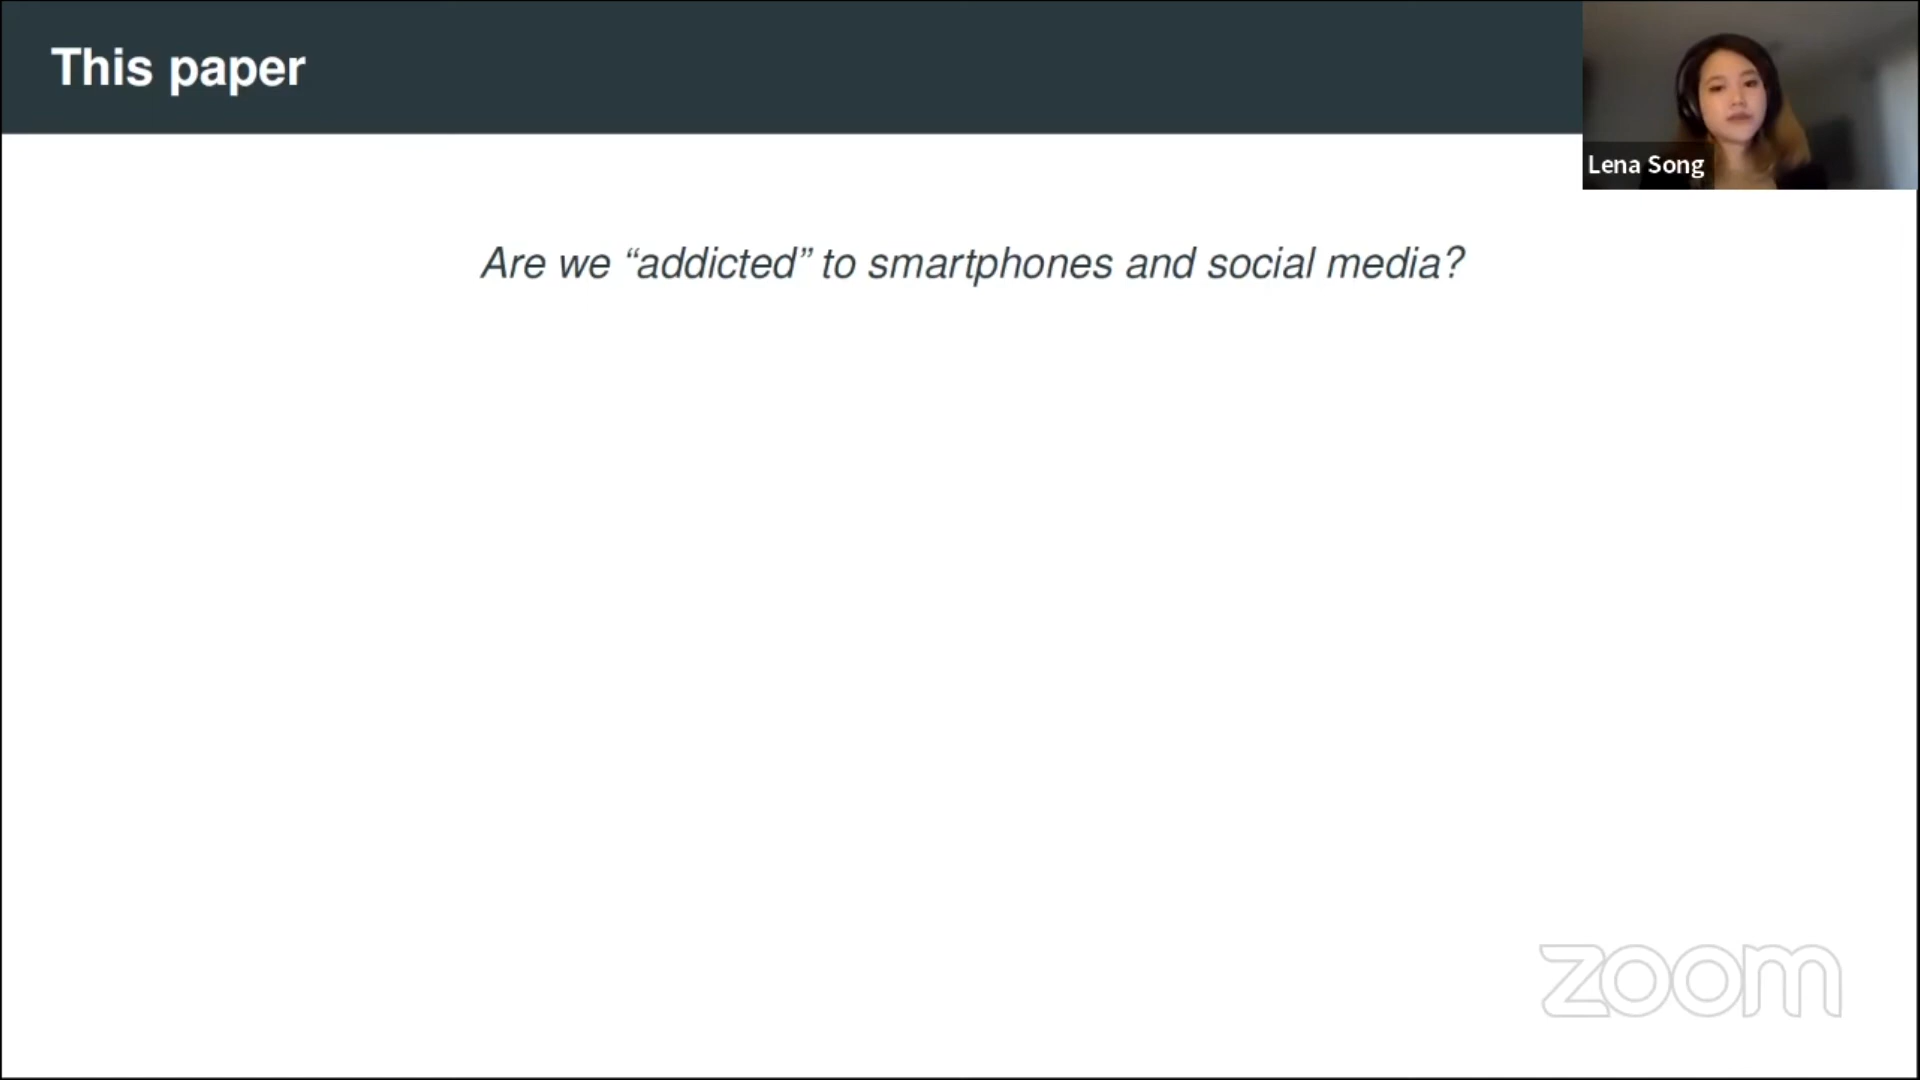 This paper
Lena Song
Are we “addicted” to smartphones and social media?
zoom